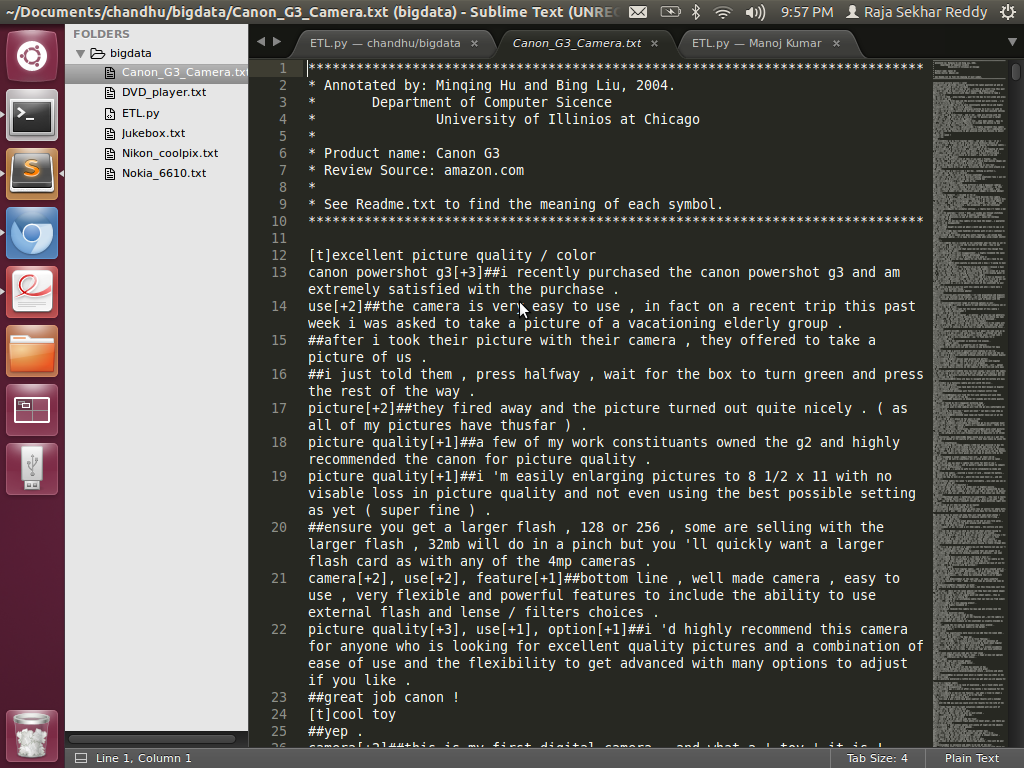 ~/Documents/chandhu/bigdata/Canon_G3_Camera.txt (bigdata) - Sublime Text (UNREC
9:57 PM
Raja Sekhar Reddy
FOLDERS
bigdata
Canon_G3_Camera.txt
DVD_player.txt
ETL.py
Jukebox.txt
Nikon_coolpix.txt
Nokia_6610.txt
ETL.py — chandhu/bigdata ×
Canon_G3_Camera.txt ×
ETL.py — Manoj Kumar ×
1 *****************************************************************************
2 * Annotated by: Minqing Hu and Bing Liu, 2004.
3 *       Department of Computer Sicence
4 *               University of Illinios at Chicago
5 *
6 * Product name: Canon G3
7 * Review Source: amazon.com
8 *
9 * See Readme.txt to find the meaning of each symbol.
10 *****************************************************************************
11
12 [t]excellent picture quality / color
13 canon powershot g3[+3]##i recently purchased the canon powershot g3 and am
extremely satisfied with the purchase .
14 use[+2]##the camera is very easy to use , in fact on a recent trip this past
week i was asked to take a picture of a vacationing elderly group .
15 ##after i took their picture with their camera , they offered to take a
picture of us .
16 ##i just told them , press halfway , wait for the box to turn green and press
the rest of the way .
17 picture[+2]##they fired away and the picture turned out quite nicely . ( as
all of my pictures have thusfar ) .
18 picture quality[+1]##a few of my work constituants owned the g2 and highly
recommended the canon for picture quality .
19 picture quality[+1]##i 'm easily enlarging pictures to 8 1/2 x 11 with no
visable loss in picture quality and not even using the best possible setting
as yet ( super fine ) .
20 ##ensure you get a larger flash , 128 or 256 , some are selling with the
larger flash , 32mb will do in a pinch but you 'll quickly want a larger
flash card as with any of the 4mp cameras .
21 camera[+2], use[+2], feature[+1]##bottom line , well made camera , easy to
use , very flexible and powerful features to include the ability to use
external flash and lense / filters choices .
22 picture quality[+3], use[+1], option[+1]##i 'd highly recommend this camera
for anyone who is looking for excellent quality pictures and a combination of
ease of use and the flexibility to get advanced with many options to adjust
if you like .
23 ##great job canon !
24 [t]cool toy
25 ##yep .
26 camera[+2]##this is my first digital camera , and what a ' toy ' it is !
Line 1, Column 1
Tab Size: 4
Plain Text